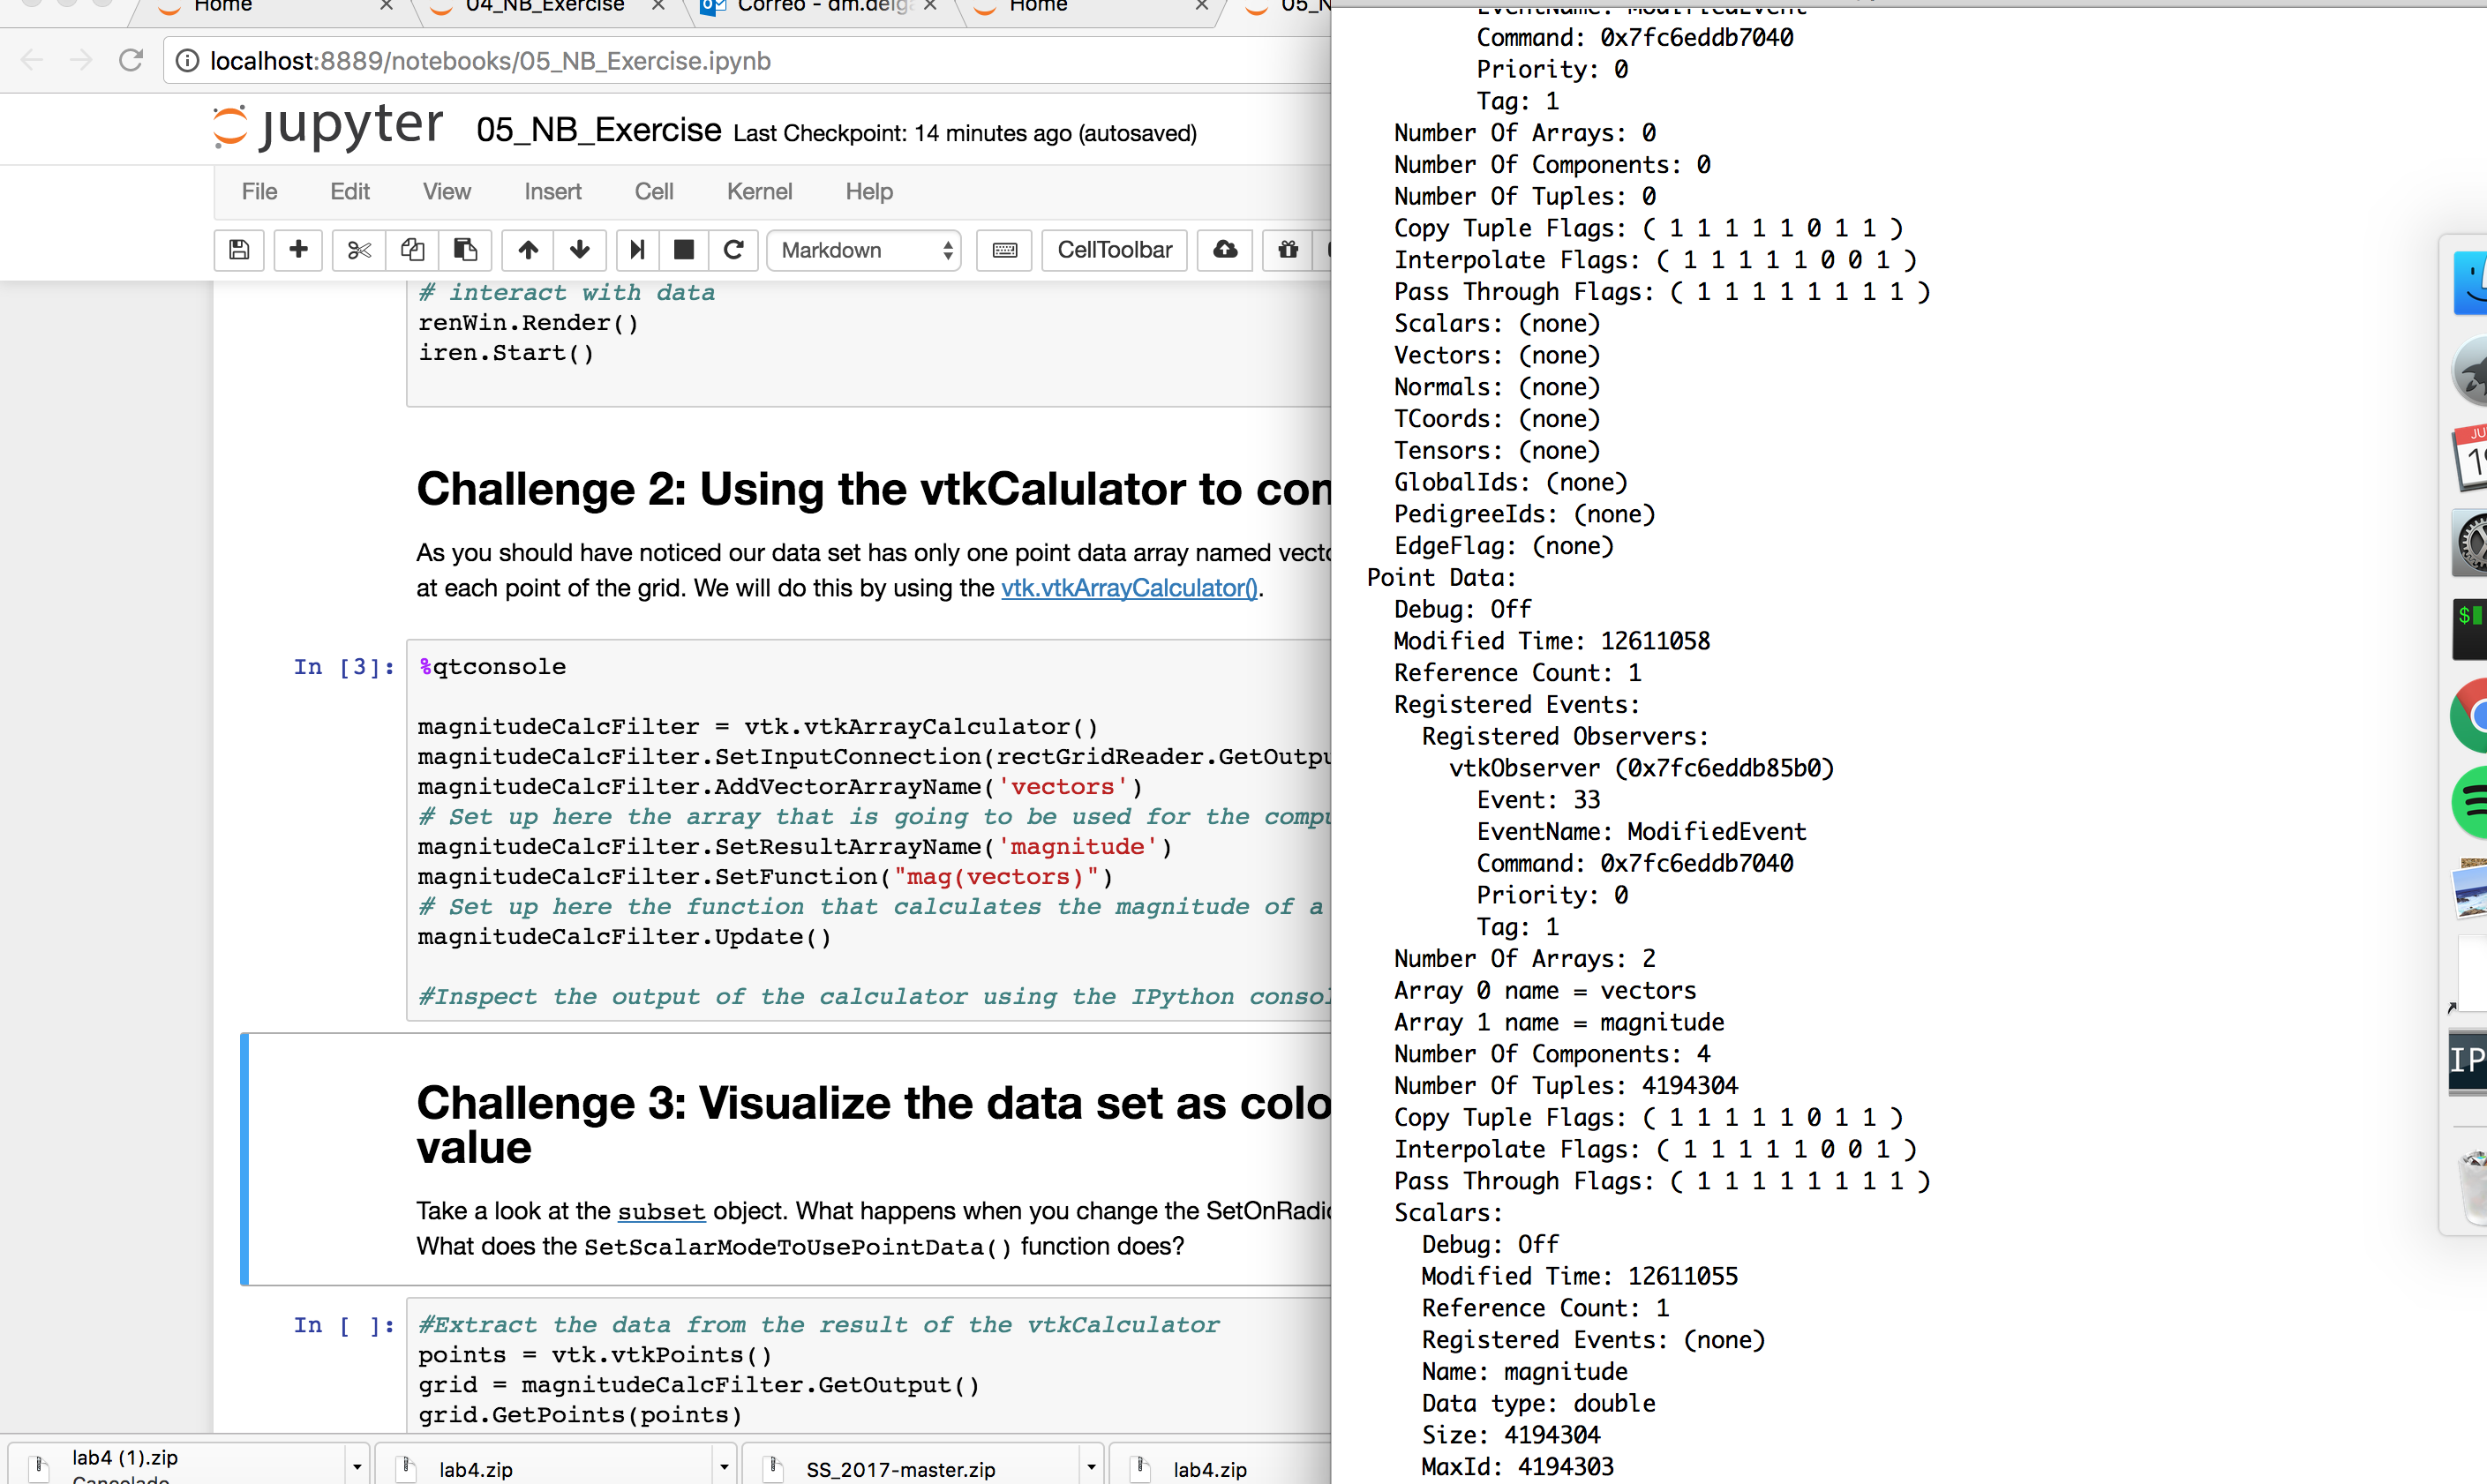 Home
04_NB_Exercise
Correo - dm.delga
Home
05_N
localhost:8889/notebooks/05_NB_Exercise.ipynb
jupyter 05_NB_Exercise Last Checkpoint: 14 minutes ago (autosaved)
File Edit View Insert Cell Kernel Help
Markdown CellToolbar
# interact with data
renWin.Render()
iren.Start()
Challenge 2: Using the vtkCalulator to con
As you should have noticed our data set has only one point data array named vecto
at each point of the grid. We will do this by using the vtk.vtkArrayCalculator().
In [3]: %qtconsole
magnitudeCalcFilter = vtk.vtkArrayCalculator()
magnitudeCalcFilter.SetInputConnection(rectGridReader.GetOutpu
magnitudeCalcFilter.AddVectorArrayName('vectors')
# Set up here the array that is going to be used for the compu
magnitudeCalcFilter.SetResultArrayName('magnitude')
magnitudeCalcFilter.SetFunction("mag(vectors)")
# Set up here the function that calculates the magnitude of a
magnitudeCalcFilter.Update()
#Inspect the output of the calculator using the IPython consol
Challenge 3: Visualize the data set as colo
value
Take a look at the subset object. What happens when you change the SetOnRadio
What does the SetScalarModeToUsePointData() function does?
In [ ]: #Extract the data from the result of the vtkCalculator
points = vtk.vtkPoints()
grid = magnitudeCalcFilter.GetOutput()
grid.GetPoints(points)
lab4 (1).zip
Cancelado
lab4.zip
SS_2017-master.zip
lab4.zip
EventName: ModifiedEvent
Command: 0x7fc6eddb7040
Priority: 0
Tag: 1
Number Of Arrays: 0
Number Of Components: 0
Number Of Tuples: 0
Copy Tuple Flags: ( 1 1 1 1 1 0 1 1 )
Interpolate Flags: ( 1 1 1 1 1 0 0 1 )
Pass Through Flags: ( 1 1 1 1 1 1 1 1 )
Scalars: (none)
Vectors: (none)
Normals: (none)
TCoords: (none)
Tensors: (none)
GlobalIds: (none)
PedigreeIds: (none)
EdgeFlag: (none)
Point Data:
Debug: Off
Modified Time: 12611058
Reference Count: 1
Registered Events:
Registered Observers:
vtkObserver (0x7fc6eddb85b0)
Event: 33
EventName: ModifiedEvent
Command: 0x7fc6eddb7040
Priority: 0
Tag: 1
Number Of Arrays: 2
Array 0 name = vectors
Array 1 name = magnitude
Number Of Components: 4
Number Of Tuples: 4194304
Copy Tuple Flags: ( 1 1 1 1 1 0 1 1 )
Interpolate Flags: ( 1 1 1 1 1 0 0 1 )
Pass Through Flags: ( 1 1 1 1 1 1 1 1 )
Scalars:
Debug: Off
Modified Time: 12611055
Reference Count: 1
Registered Events: (none)
Name: magnitude
Data type: double
Size: 4194304
MaxId: 4194303
JU
$
IP